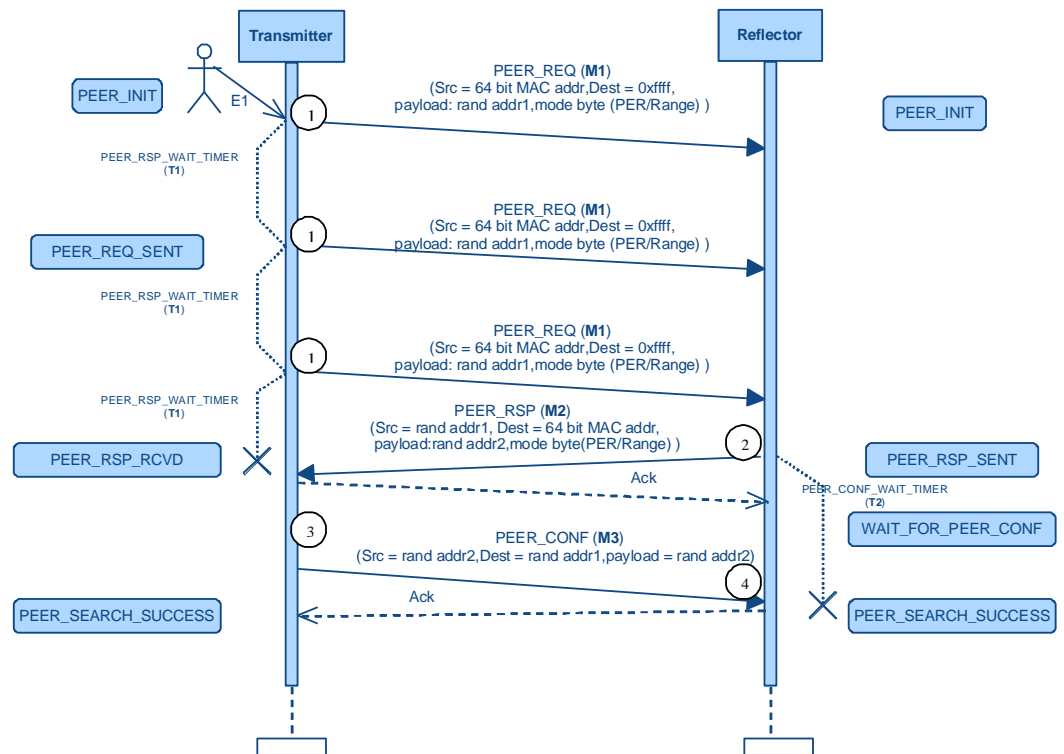 Transmitter
Reflector
PEER_REQ (M1)
(Src = 64 bit MAC addr,Dest = 0xffff,
payload: rand addr1,mode byte (PER/Range) )
PEER_INIT
E1
1
PEER_INIT
PEER_RSP_WAIT_TIMER
(T1)
PEER_REQ (M1)
(Src = 64 bit MAC addr,Dest = 0xffff,
payload: rand addr1,mode byte (PER/Range) )
1
PEER_REQ_SENT
PEER_RSP_WAIT_TIMER
(T1)
PEER_REQ (M1)
(Src = 64 bit MAC addr,Dest = 0xffff,
payload: rand addr1,mode byte (PER/Range) )
1
PEER_RSP_WAIT_TIMER
(T1)
PEER_RSP (M2)
(Src = rand addr1, Dest = 64 bit MAC addr,
payload:rand addr2,mode byte(PER/Range) )
2
PEER_RSP_RCVD
PEER_RSP_SENT
Ack
PEER_CONF_WAIT_TIMER
(T2)
WAIT_FOR_PEER_CONF
3
PEER_CONF (M3)
(Src = rand addr2,Dest = rand addr1,payload = rand addr2)
4
Ack
PEER_SEARCH_SUCCESS
PEER_SEARCH_SUCCESS